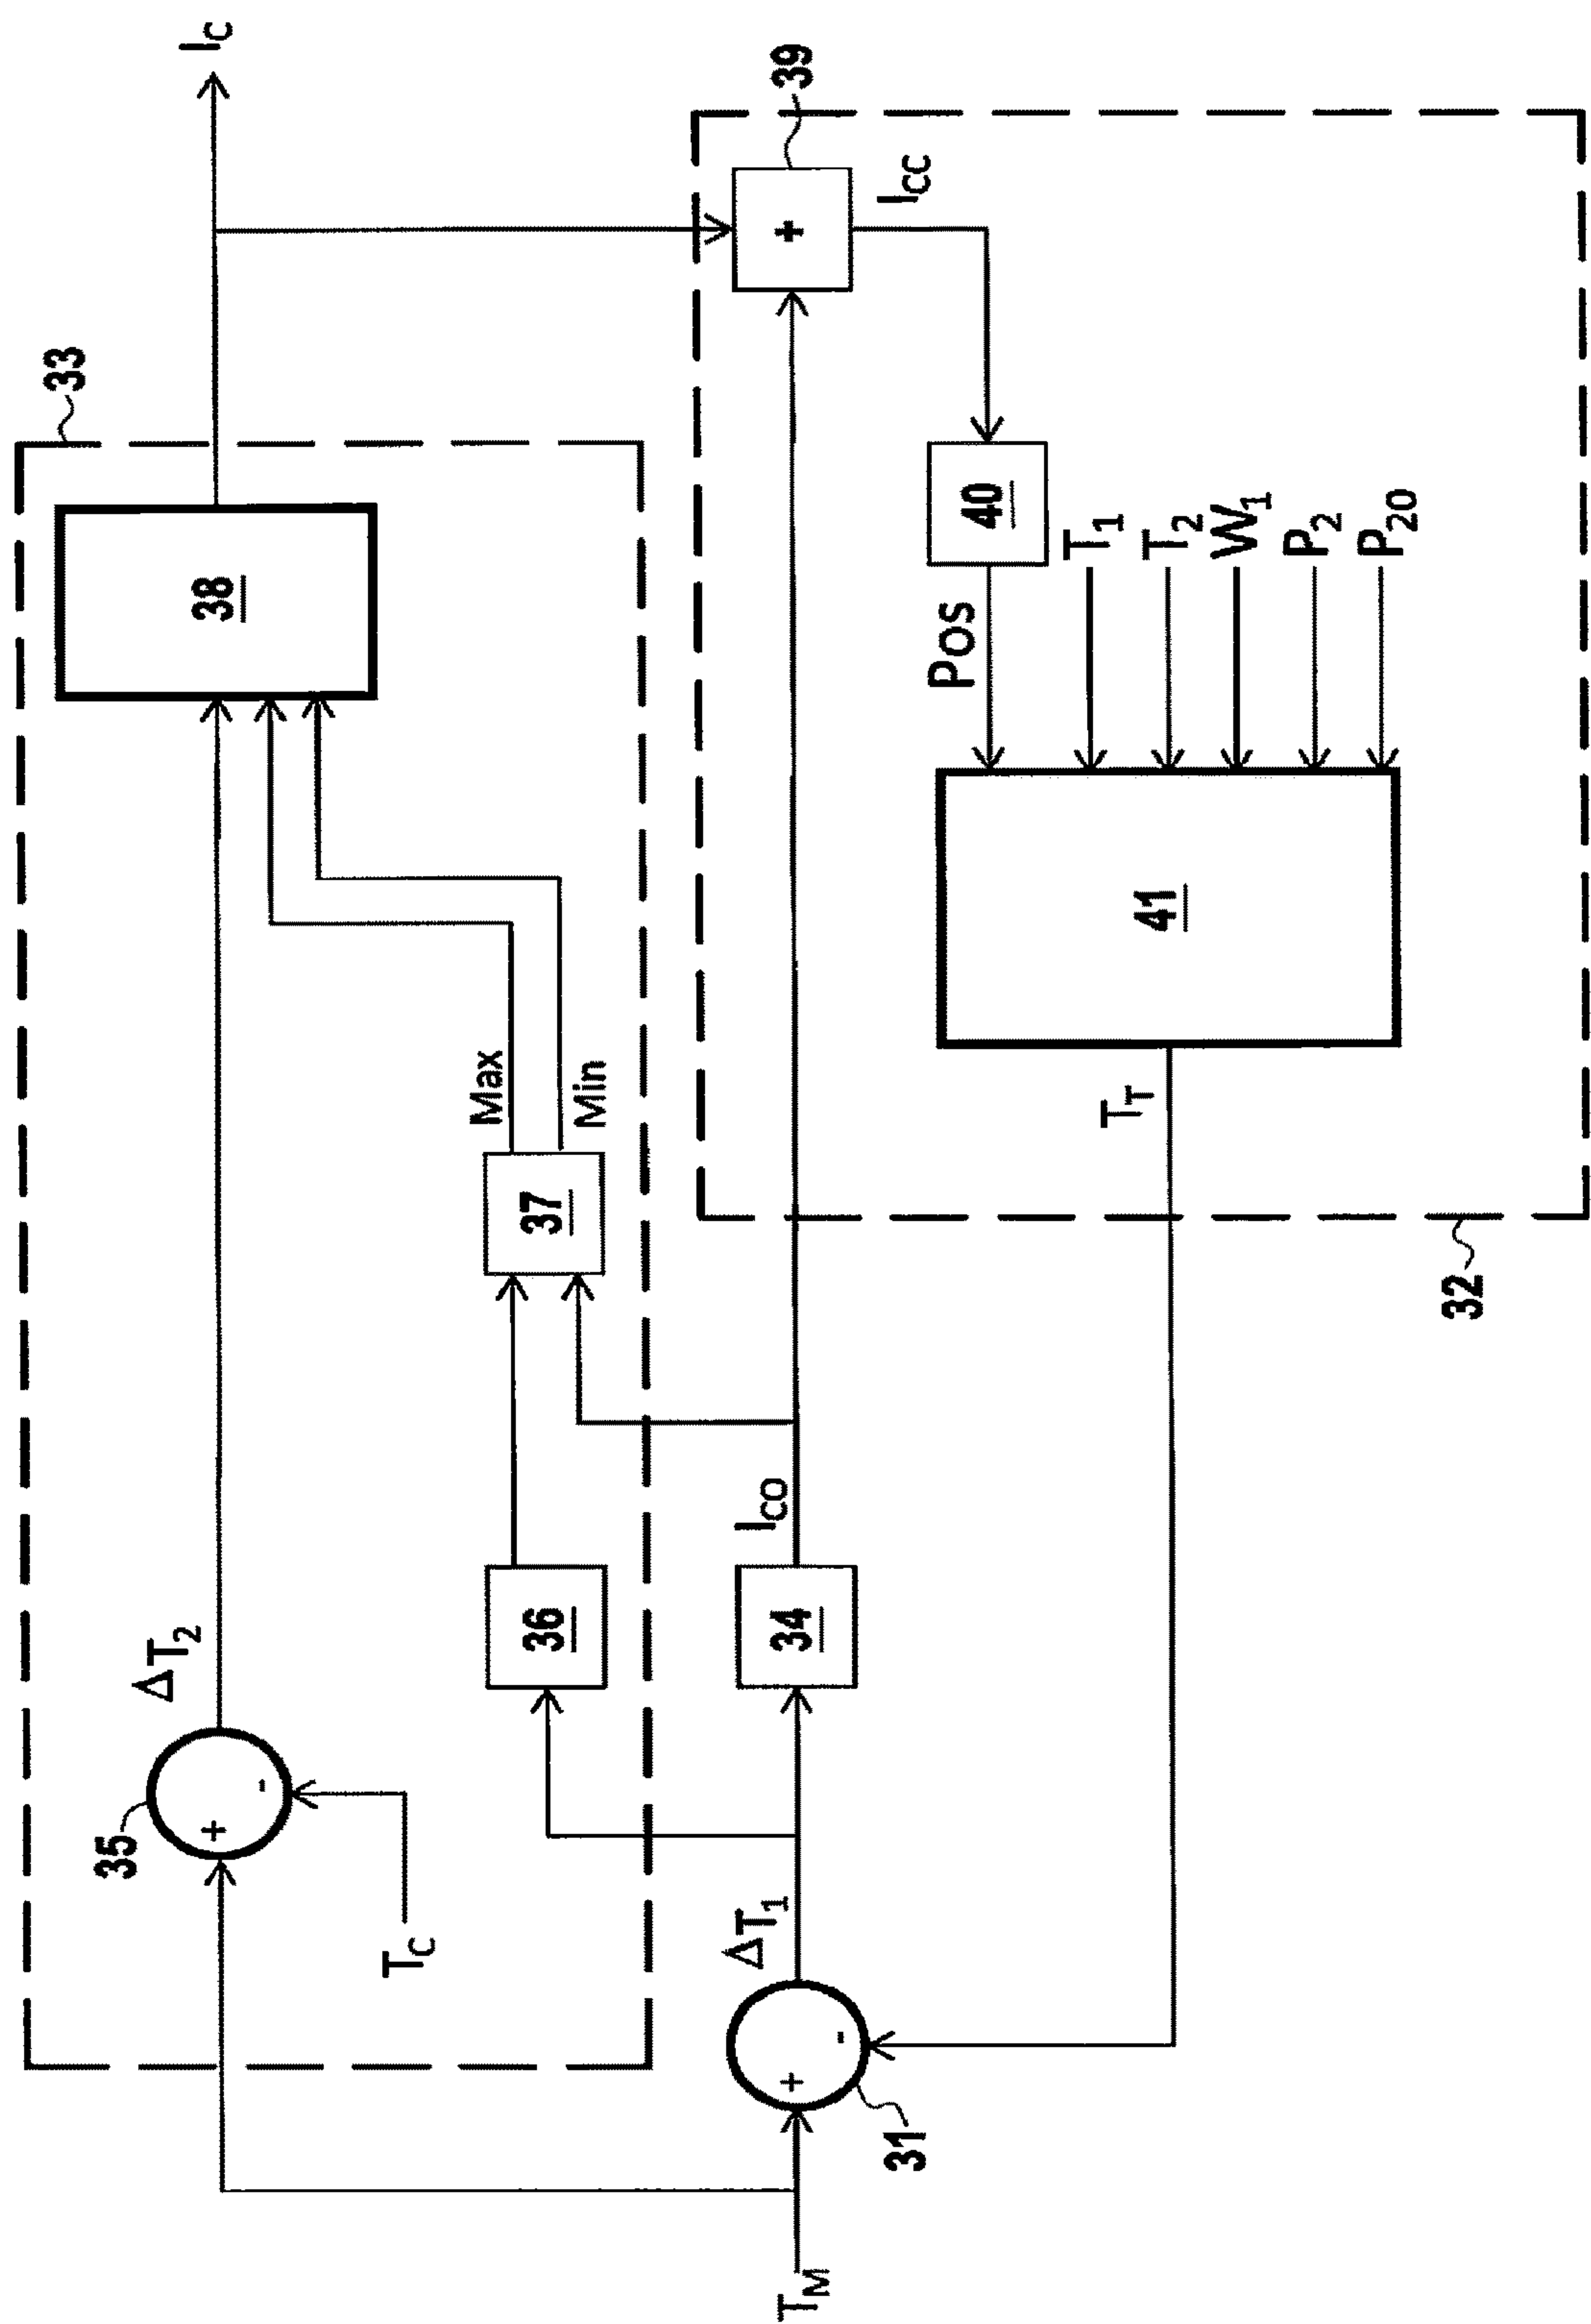 33
I_C
35
+
-
ΔT_2
38
T_C
36
37
Max
Min
39
T_M
+
-
ΔT_1
34
I_CO
+
I_CC
31
40
Pos
T_1
T_2
W_1
P_2
P_20
41
T_T
32